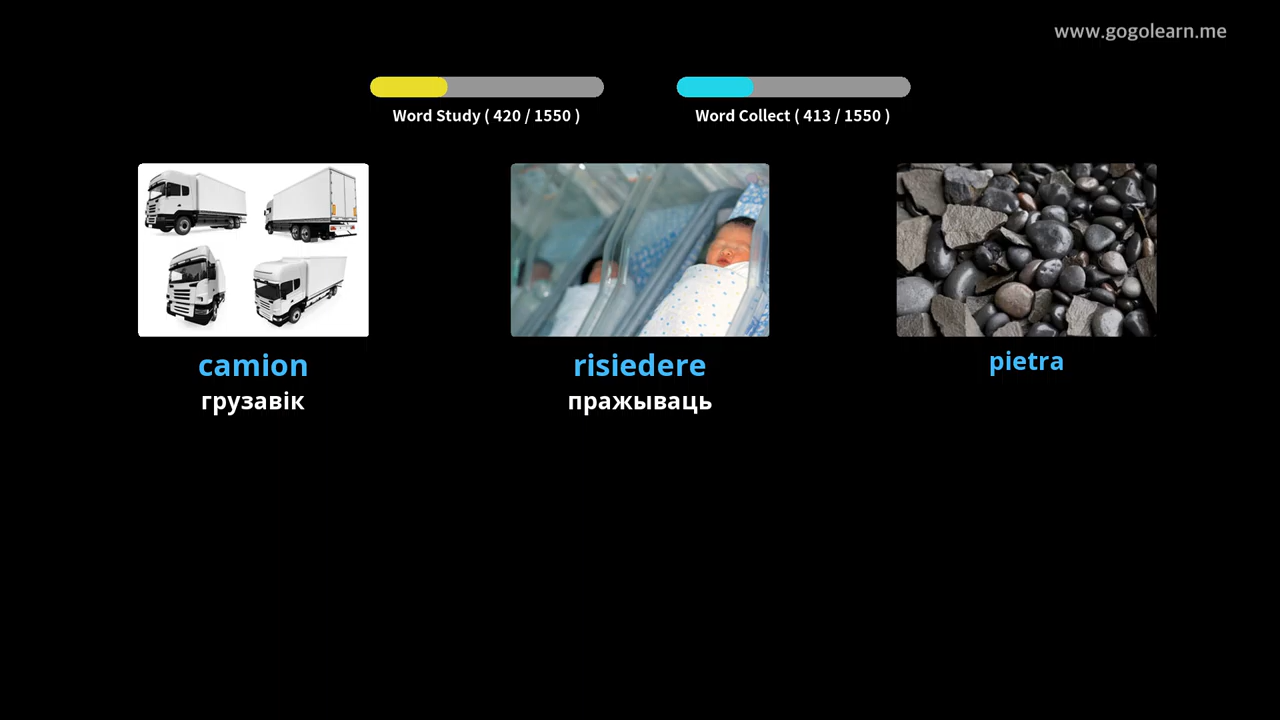 www.gogolearn.me
Word Study ( 420 / 1550 )
Word Collect ( 413 / 1550 )
camion
грузавік
risiedere
пражываць
pietra